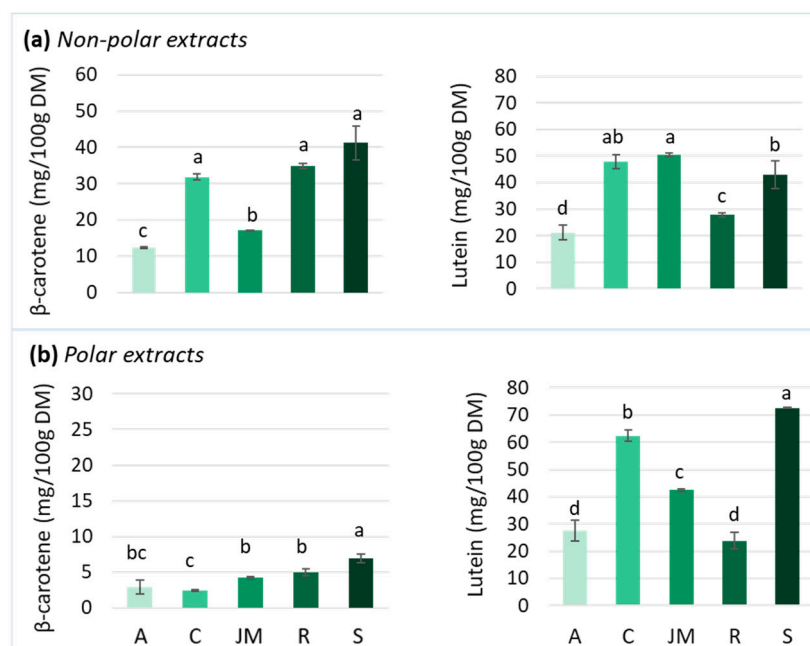 (a) Non-polar extracts
β-carotene (mg/100g DM)
60
50
40
30
20
10
0
c
a
b
a
a
Lutein (mg/100g DM)
80
70
60
50
40
30
20
10
0
d
ab
a
c
b
(b) Polar extracts
β-carotene (mg/100g DM)
30
25
20
15
10
5
0
bc
c
b
b
a
A C JM R S
Lutein (mg/100g DM)
80
70
60
50
40
30
20
10
0
d
b
c
d
a
A C JM R S